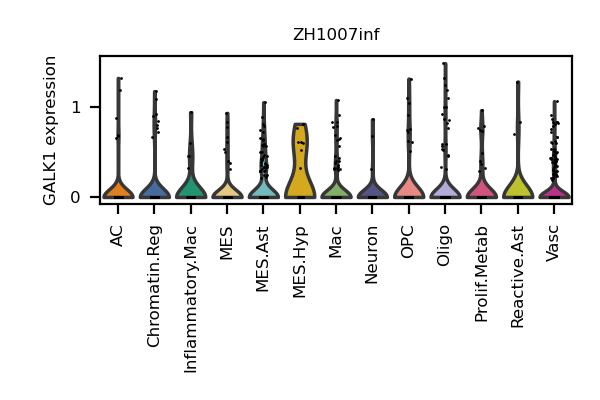 ZH1007inf
GALK1 expression
1
0
AC
Chromatin.Reg
Inflammatory.Mac
MES
MES.Ast
MES.Hyp
Mac
Neuron
OPC
Oligo
Prolif.Metab
Reactive.Ast
Vasc